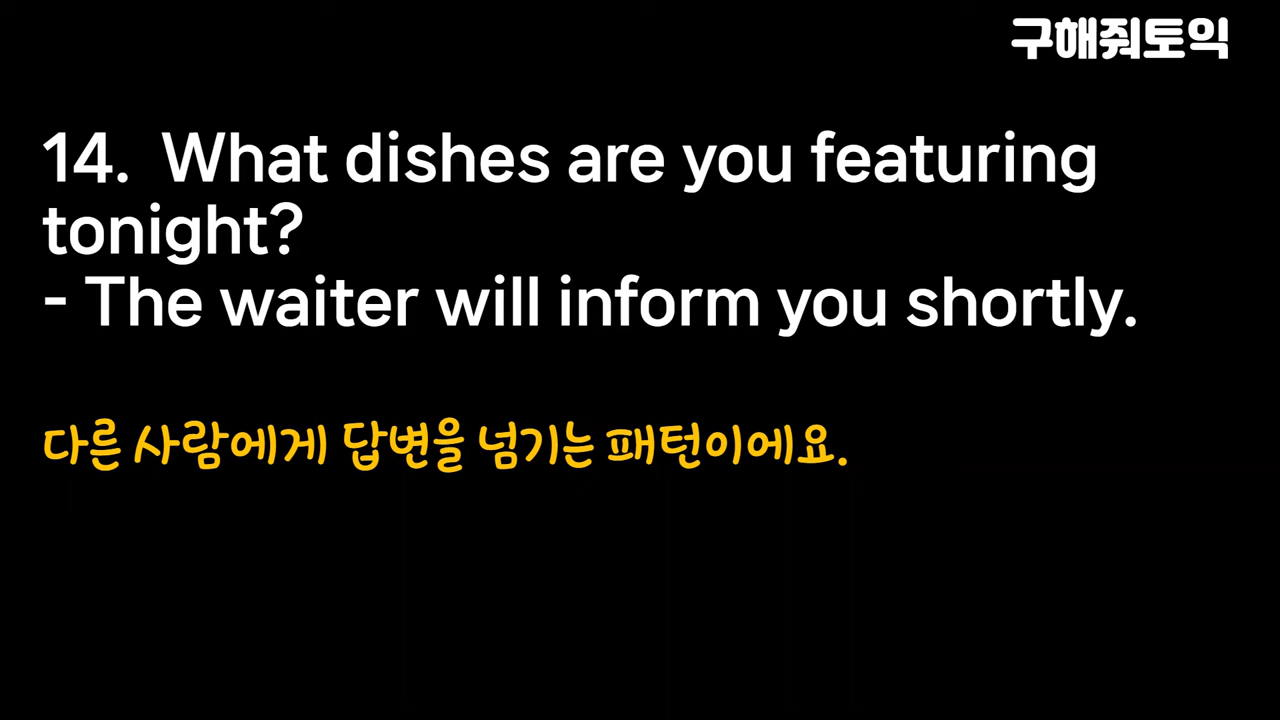 구해줘토익
14. What dishes are you featuring
tonight?
- The waiter will inform you shortly.
다른 사람에게 답변을 넘기는 패턴이에요.